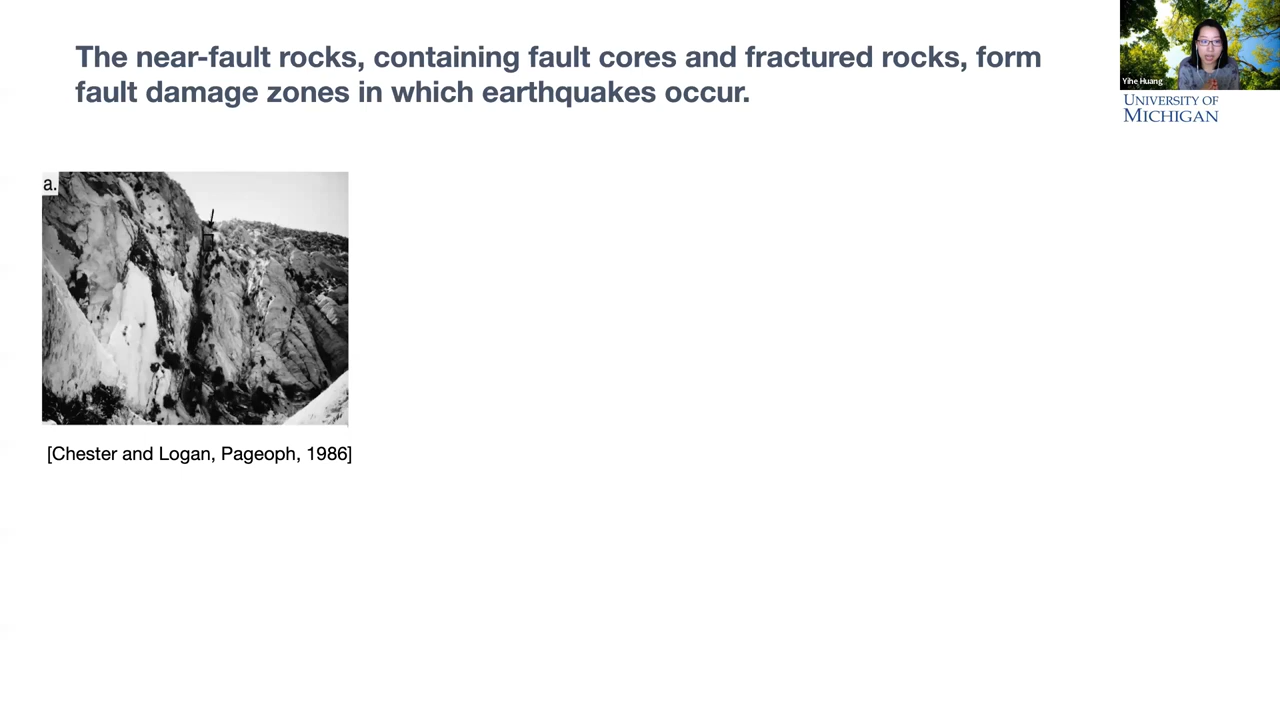 The near-fault rocks, containing fault cores and fractured rocks, form
fault damage zones in which earthquakes occur.
Yihe Huang
UNIVERSITY OF
MICHIGAN
a.
[Chester and Logan, Pageoph, 1986]